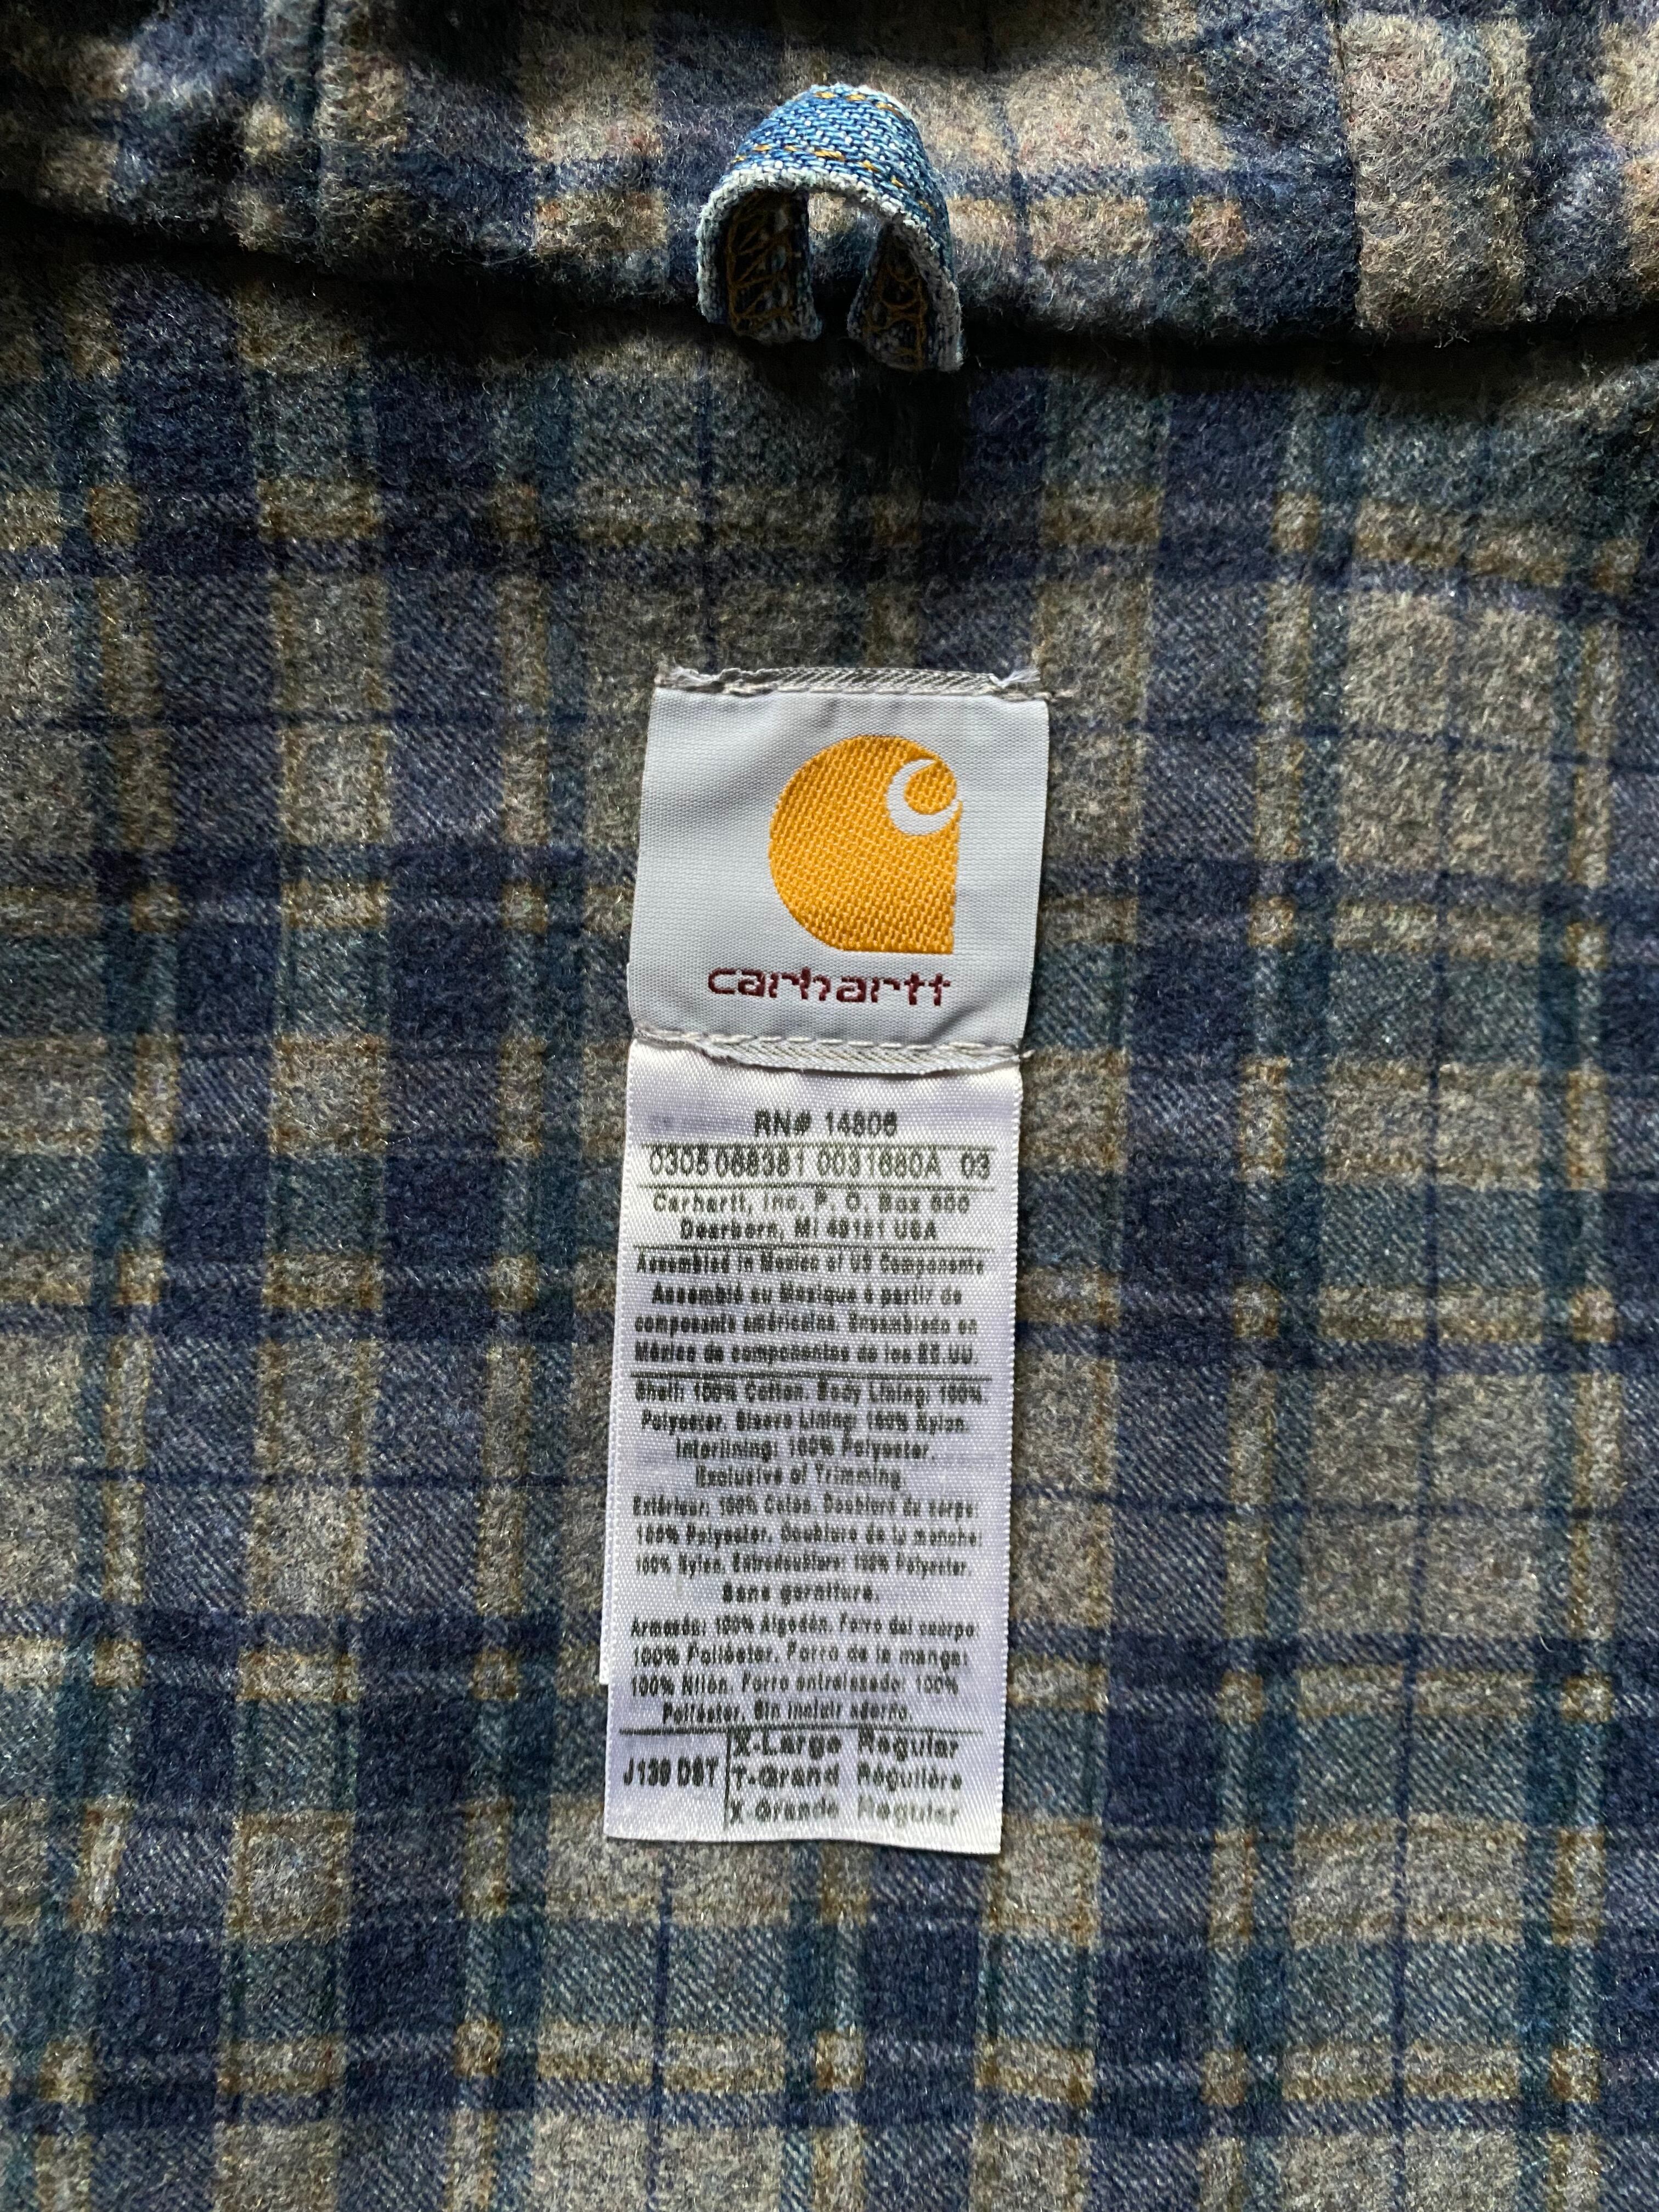 carhartt
RN# 14806
0305 068381 0031680A 03
Carhartt, Inc. P. O. Box 600
Dearborn, MI 48121 USA
Assembled in Mexico of US Components
Assemblé au Mexique à partir de
composants américains. Ensamblado en
México de componentes de los EE.UU.
Shell: 100% Cotton. Body Lining: 100%
Polyester. Sleeve Lining: 100% Nylon.
Interlining: 100% Polyester.
Exclusive of Trimming
Extérieur: 100% Coton. Doublure du corps:
100% Polyester. Doublure de la manche:
100% Nylon. Entredoublure: 100% Polyester.
Sans garniture.
Armazón: 100% Algodón. Forro del cuerpo
100% Poliéster. Forro de la manga:
100% Nilón. Forro entrelazado: 100%
Poliéster. Sin incluir adorno.
J139 DST
X-Large Regular
T-Grand Régulière
X-Grande Regular